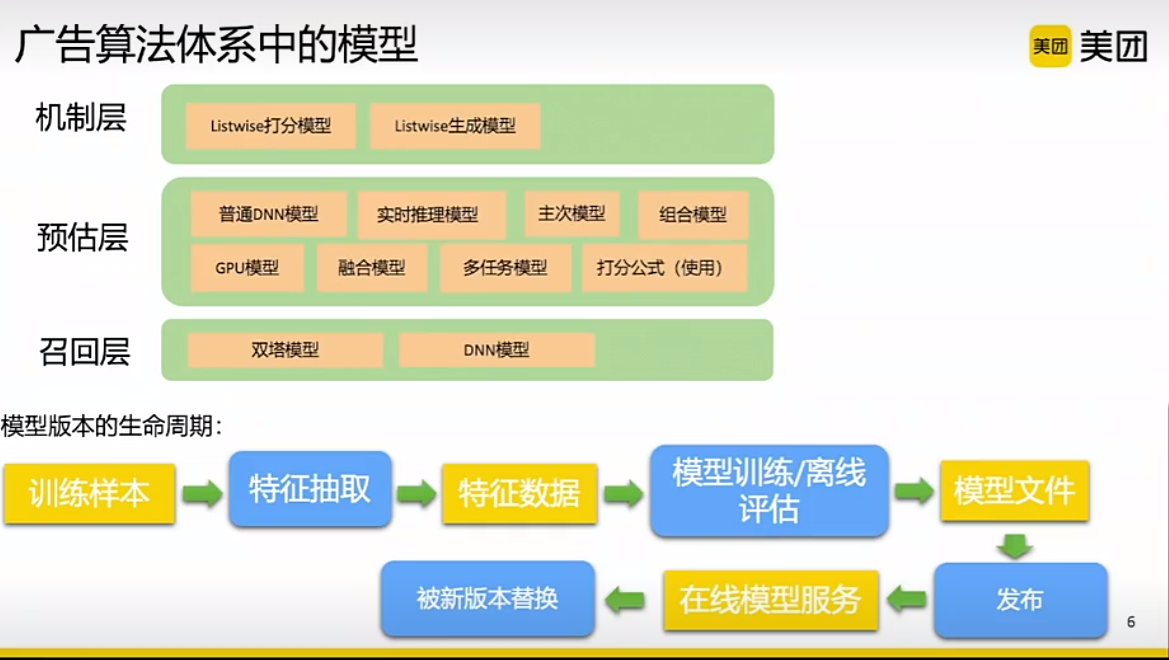 广告算法体系中的模型
美团 美团
机制层
Listwise打分模型 Listwise生成模型
预估层
普通DNN模型 实时推理模型 主次模型 组合模型
GPU模型 融合模型 多任务模型 打分公式（使用）
召回层
双塔模型 DNN模型
模型版本的生命周期：
训练样本 特征抽取 特征数据 模型训练/离线
评估 模型文件
被新版本替换 在线模型服务 发布
6